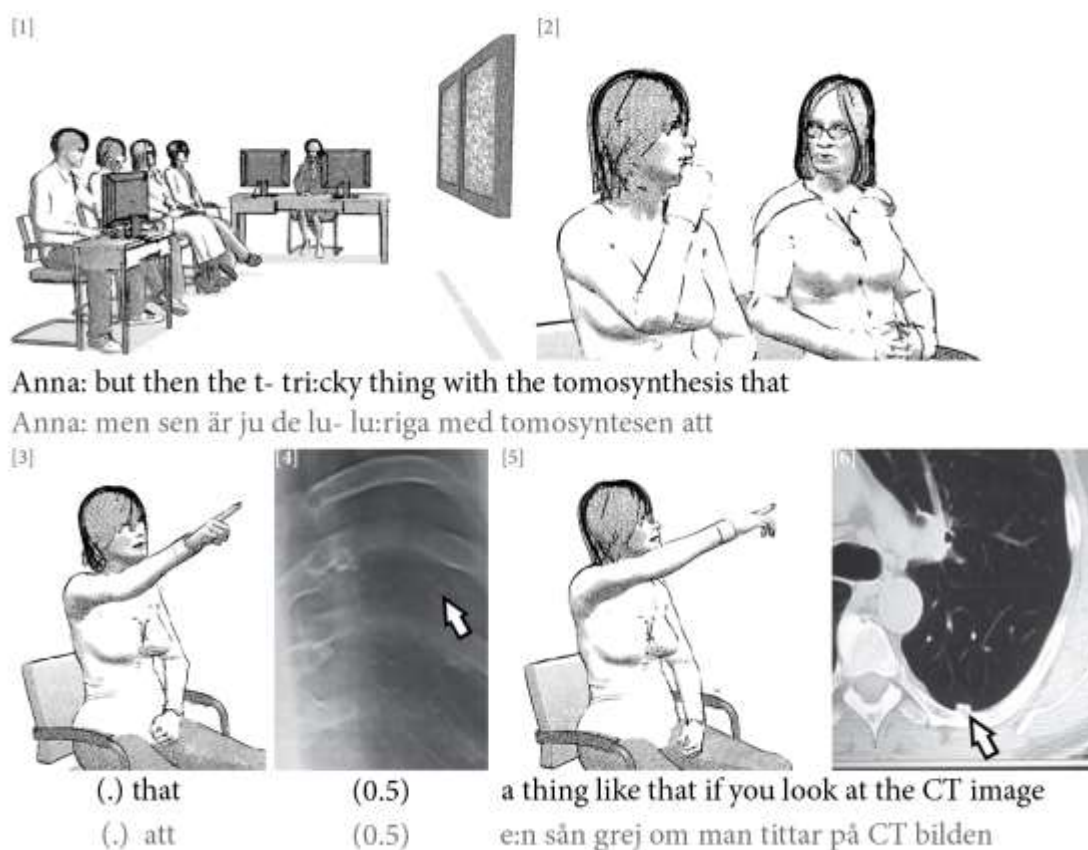 [1] [2]
Anna: but then the t- tri:cky thing with the tomosynthesis that
Anna: men sen är ju de lu- lu:riga med tomosyntesen att
[3] [4] [5] [6]
(.) that (0.5) a thing like that if you look at the CT image
(.) att (0.5) e:n sån grej om man tittar på CT bilden